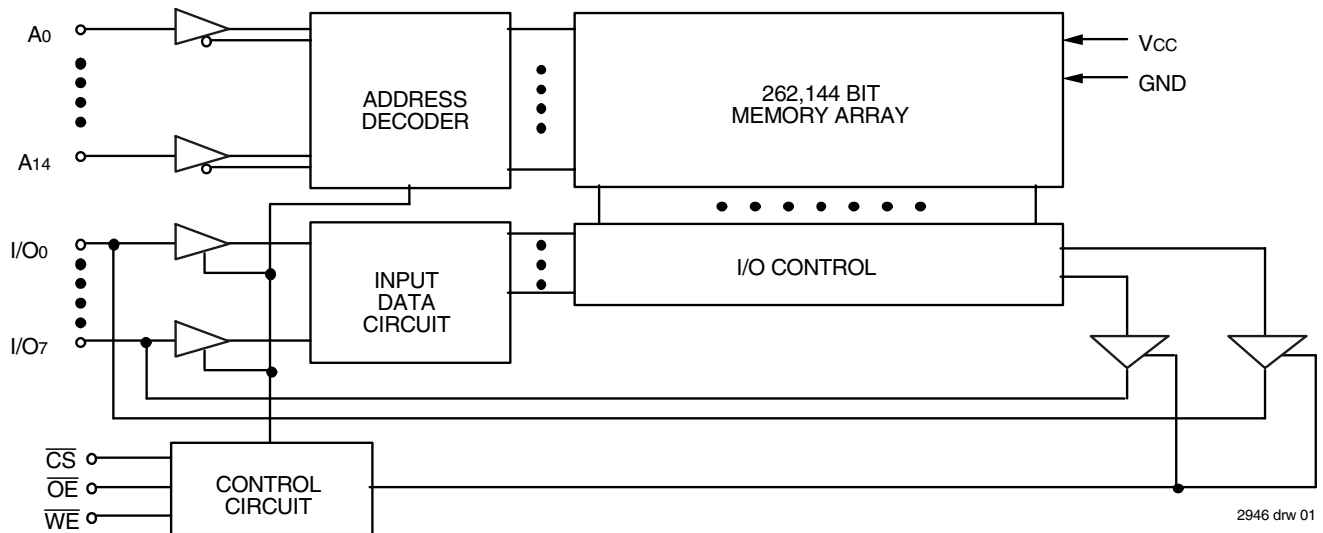 A0
A14
ADDRESS
DECODER
262,144 BIT
MEMORY ARRAY
VCC
GND
I/O0
I/O7
INPUT
DATA
CIRCUIT
I/O CONTROL
CS
OE
WE
CONTROL
CIRCUIT
2946 drw 01